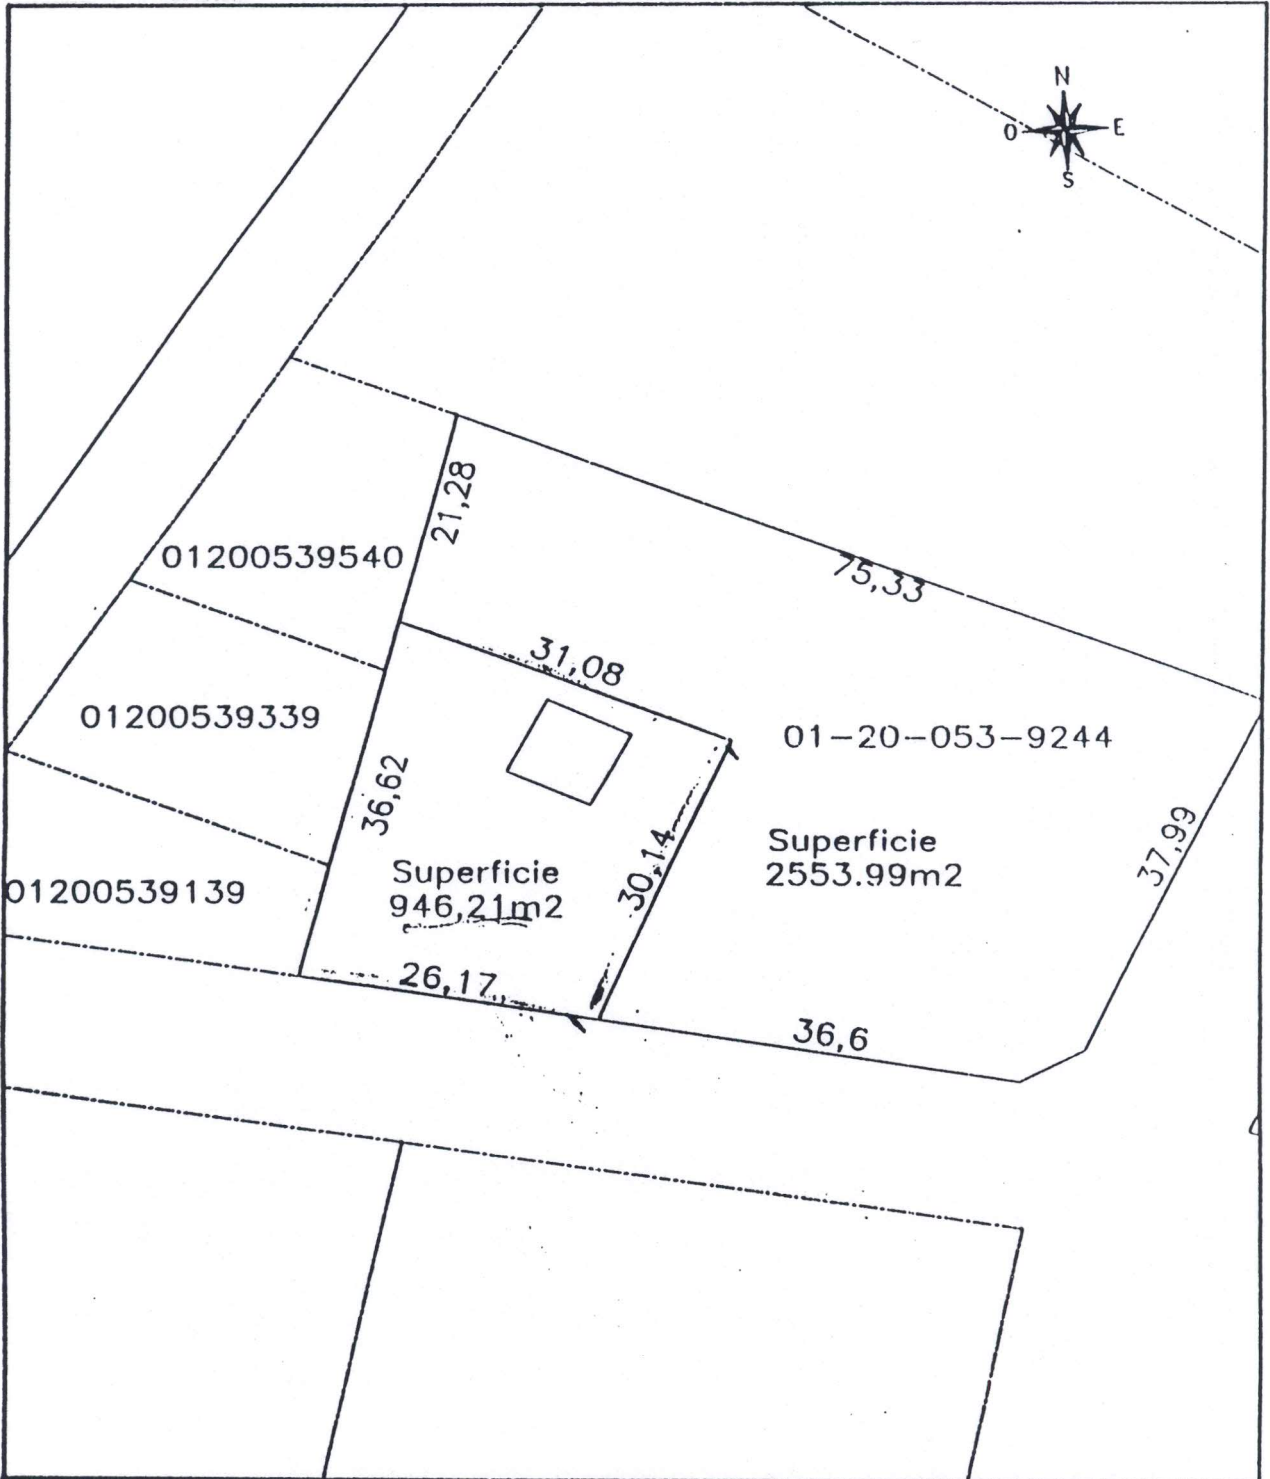 N
O
E
S
21,28
01200539540
75,33
31,08
01200539339
01-20-053-9244
36,62
30,14
37,99
Superficie
2553.99m2
Superficie
946,21m2
01200539139
26,17
36,6